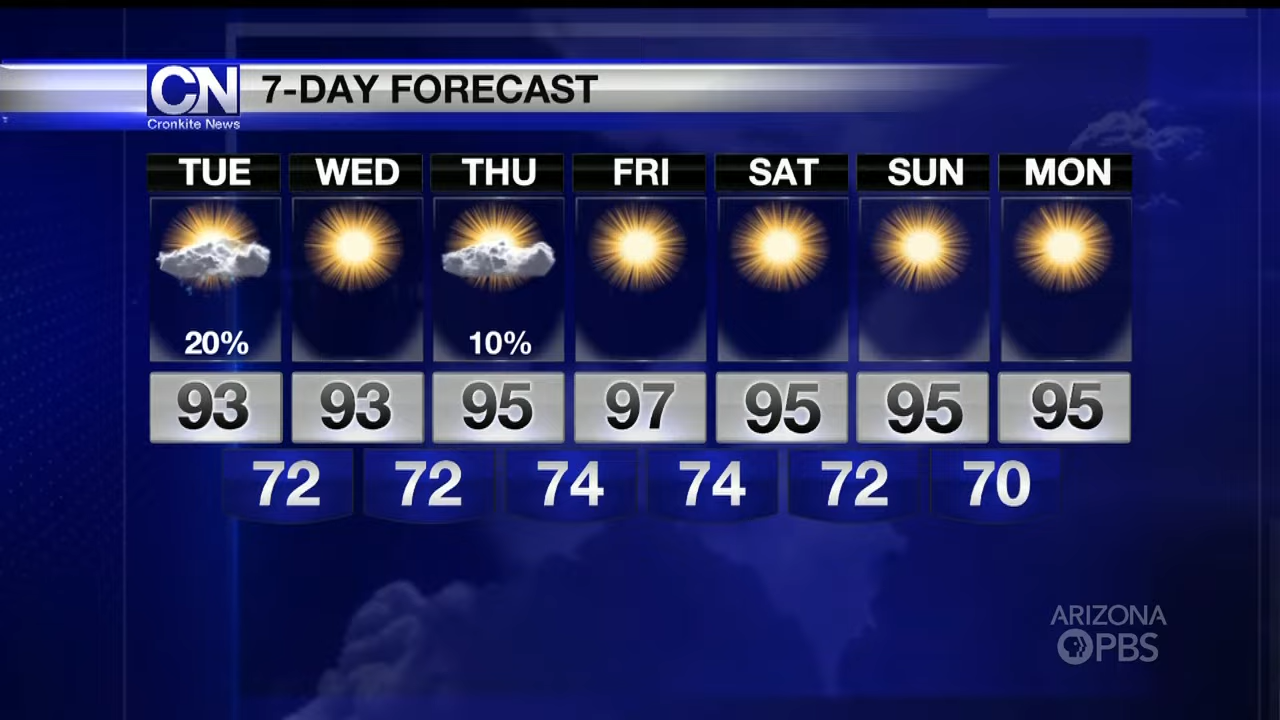 CN 7-DAY FORECAST
Cronkite News
TUE WED THU FRI SAT SUN MON
20% 10%
93 93 95 97 95 95 95
72 72 74 74 72 70
ARIZONA
PBS